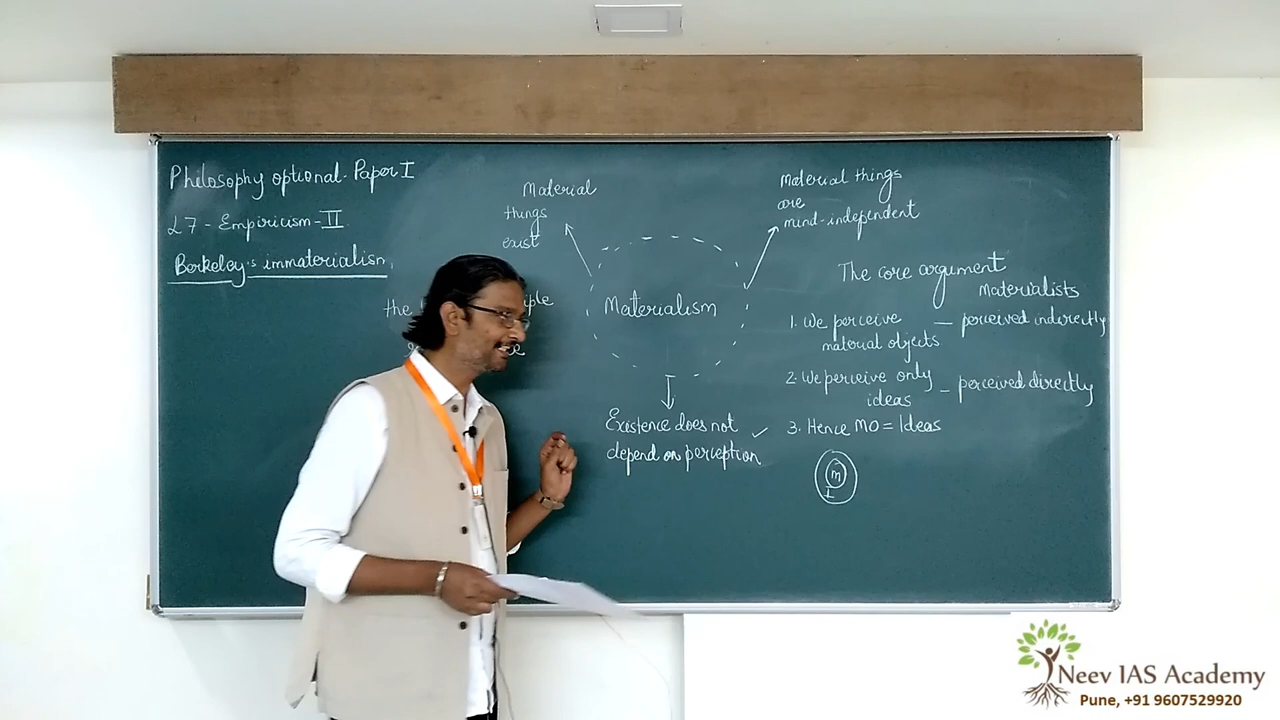 Philosophy optional - Paper I
L7 - Empiricism - II
Berkeley's immaterialism
the
Material
things
exist
Materialism
Existence does not
depend on perception
Material things
are
mind-independent
The core argument
Materialists
1. We perceive — perceived indirectly
material objects
2. We perceive only – perceived directly
ideas
3. Hence MO = Ideas
m
L
Neev IAS Academy
Pune, +91 9607529920